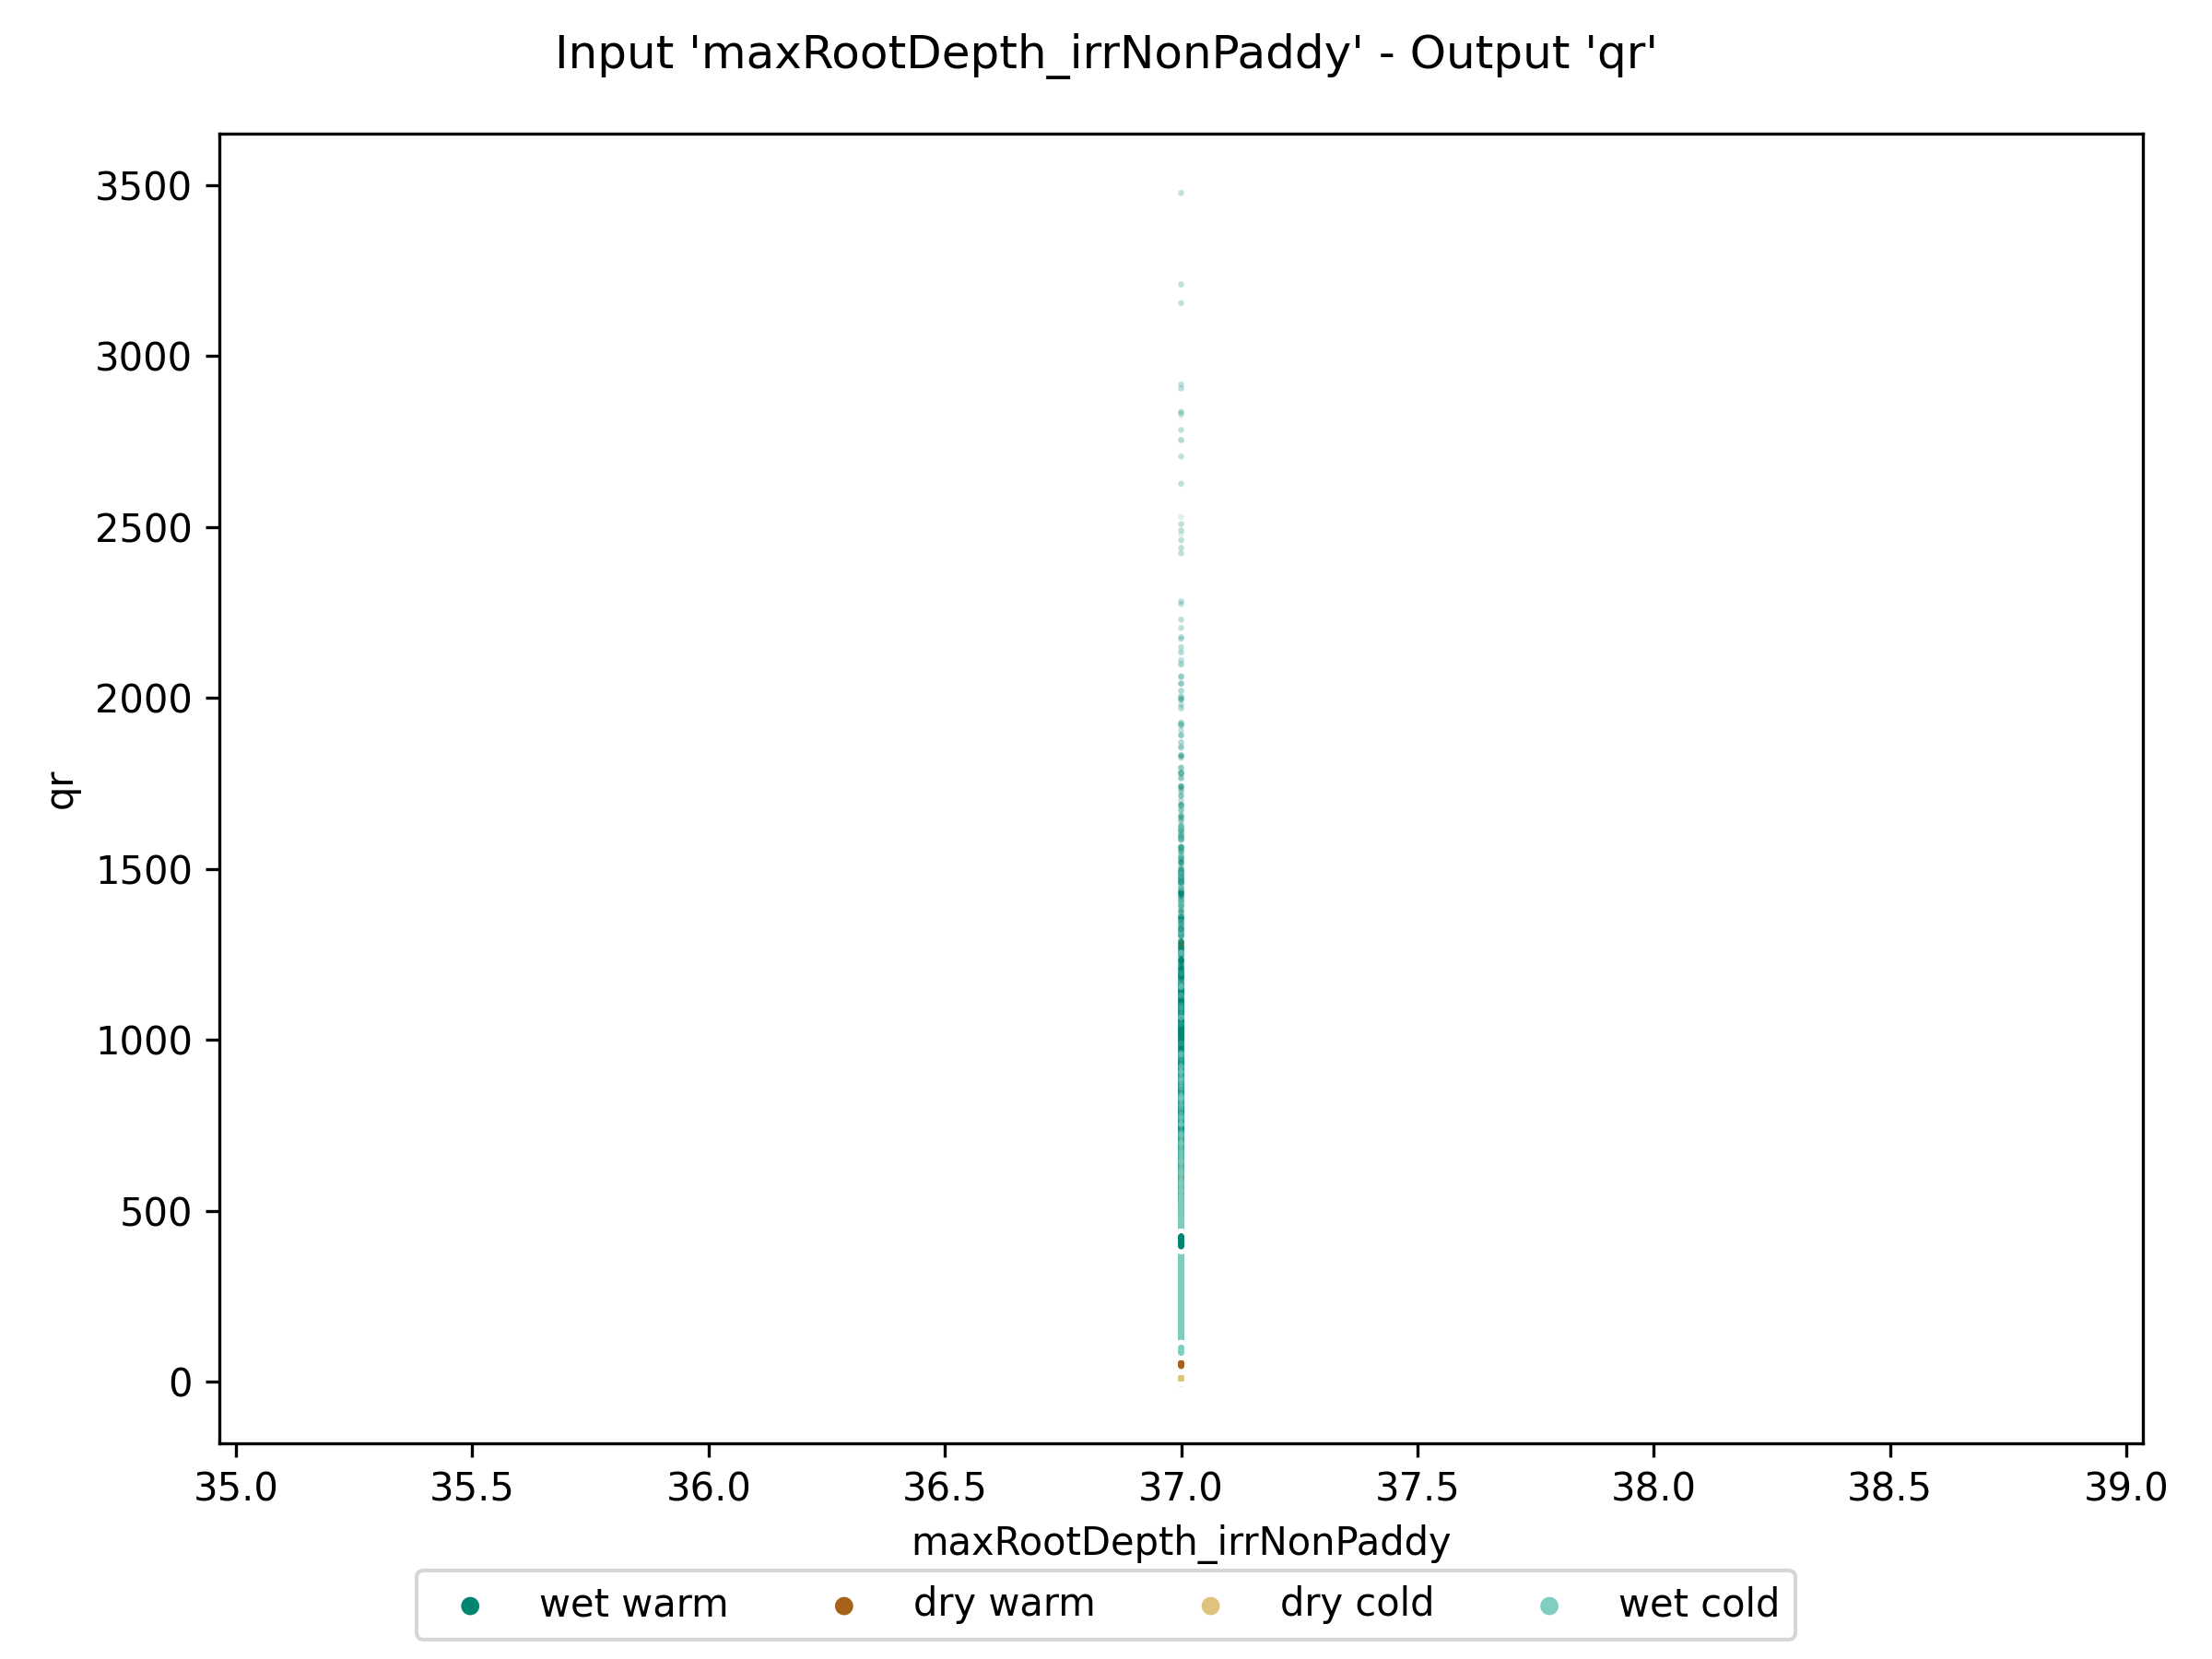 Input 'maxRootDepth_irrNonPaddy' - Output 'qr'
3500
3000
2500
2000
1500
1000
500
0
qr
35.0 35.5 36.0 36.5 37.0 37.5 38.0 38.5 39.0
maxRootDepth_irrNonPaddy
wet warm dry warm dry cold wet cold